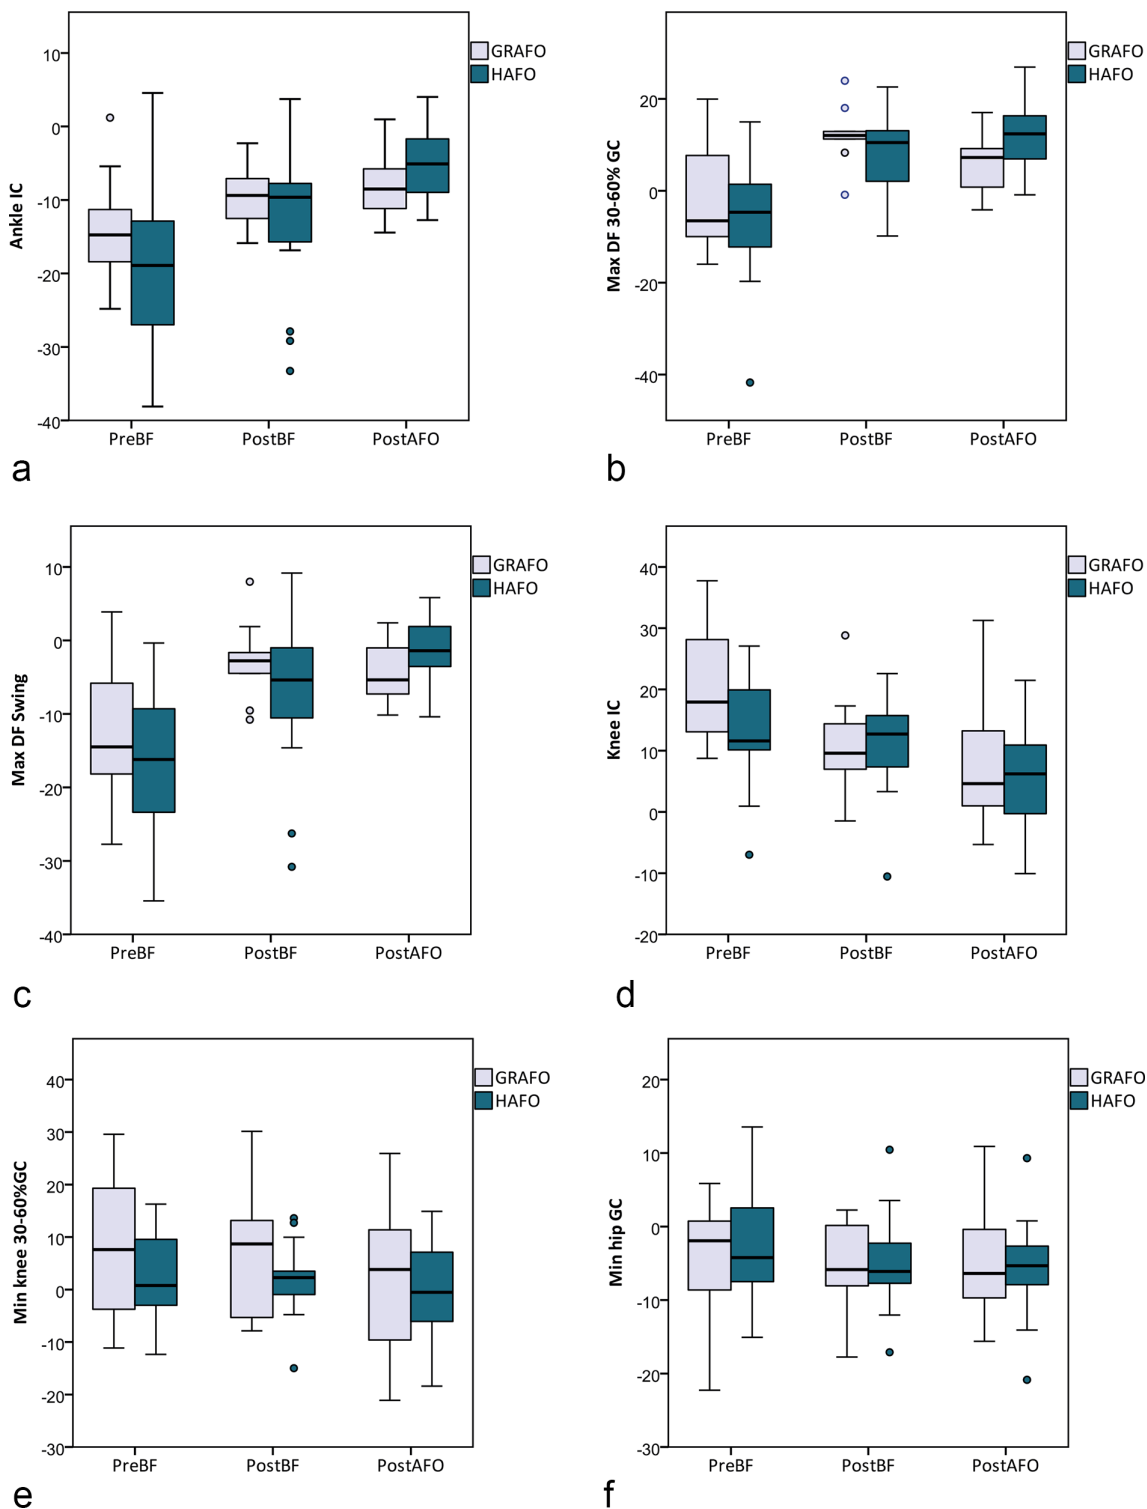 Ankle IC
10
0
-10
-20
-30
-40
PreBF PostBF PostAFO
GRAFO
HAFO
a
Max DF 30-60% GC
20
0
-20
-40
PreBF PostBF PostAFO
GRAFO
HAFO
b
Max DF Swing
10
0
-10
-20
-30
-40
PreBF PostBF PostAFO
GRAFO
HAFO
c
Knee IC
40
30
20
10
0
-10
-20
PreBF PostBF PostAFO
GRAFO
HAFO
d
Min knee 30-60%GC
40
30
20
10
0
-10
-20
-30
PreBF PostBF PostAFO
GRAFO
HAFO
e
Min hip GC
20
10
0
-10
-20
-30
PreBF PostBF PostAFO
GRAFO
HAFO
f